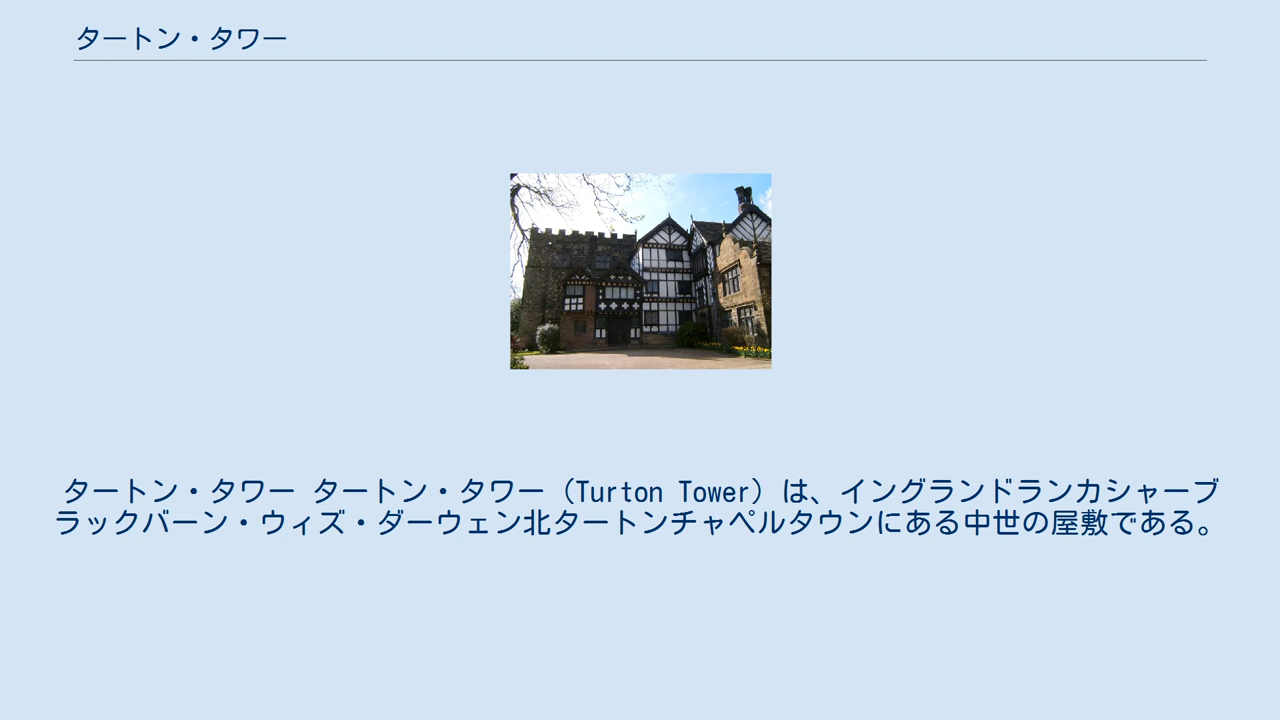 タートン・タワー
タートン・タワー タートン・タワー（Turton Tower）は、イングランドランカシャーブ
ラックバーン・ウィズ・ダーウェン北タートンチャペルタウンにある中世の屋敷である。